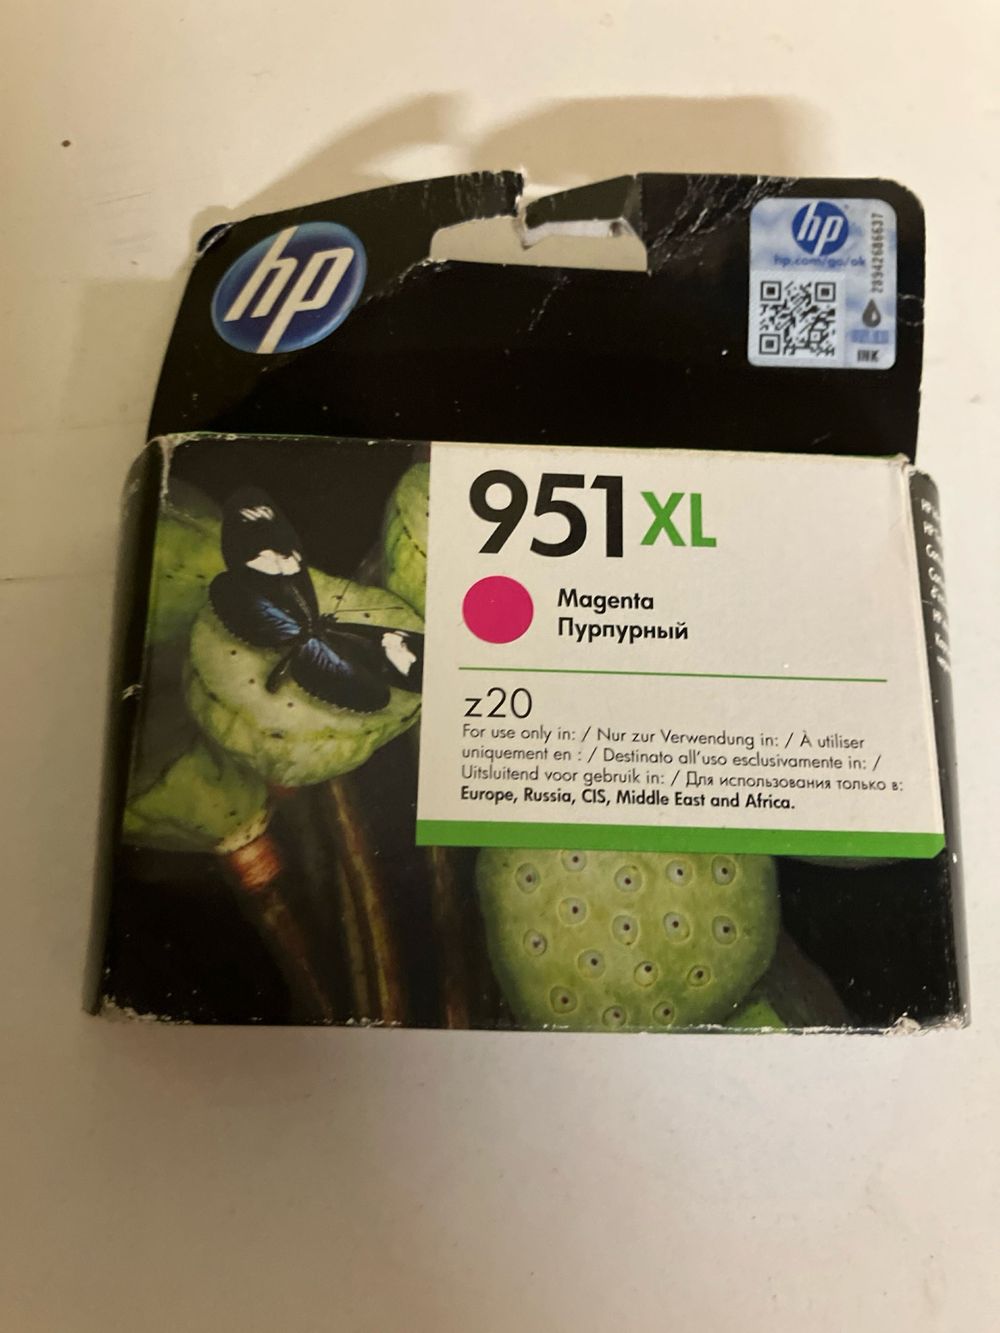 hp
hp
hp.com/go/ok
28942686637
INK
951XL
Magenta
Пурпурный
z20
For use only in: / Nur zur Verwendung in: / À utiliser
uniquement en : / Destinato all'uso esclusivamente in: /
Uitsluitend voor gebruik in: / Для использования только в:
Europe, Russia, CIS, Middle East and Africa.